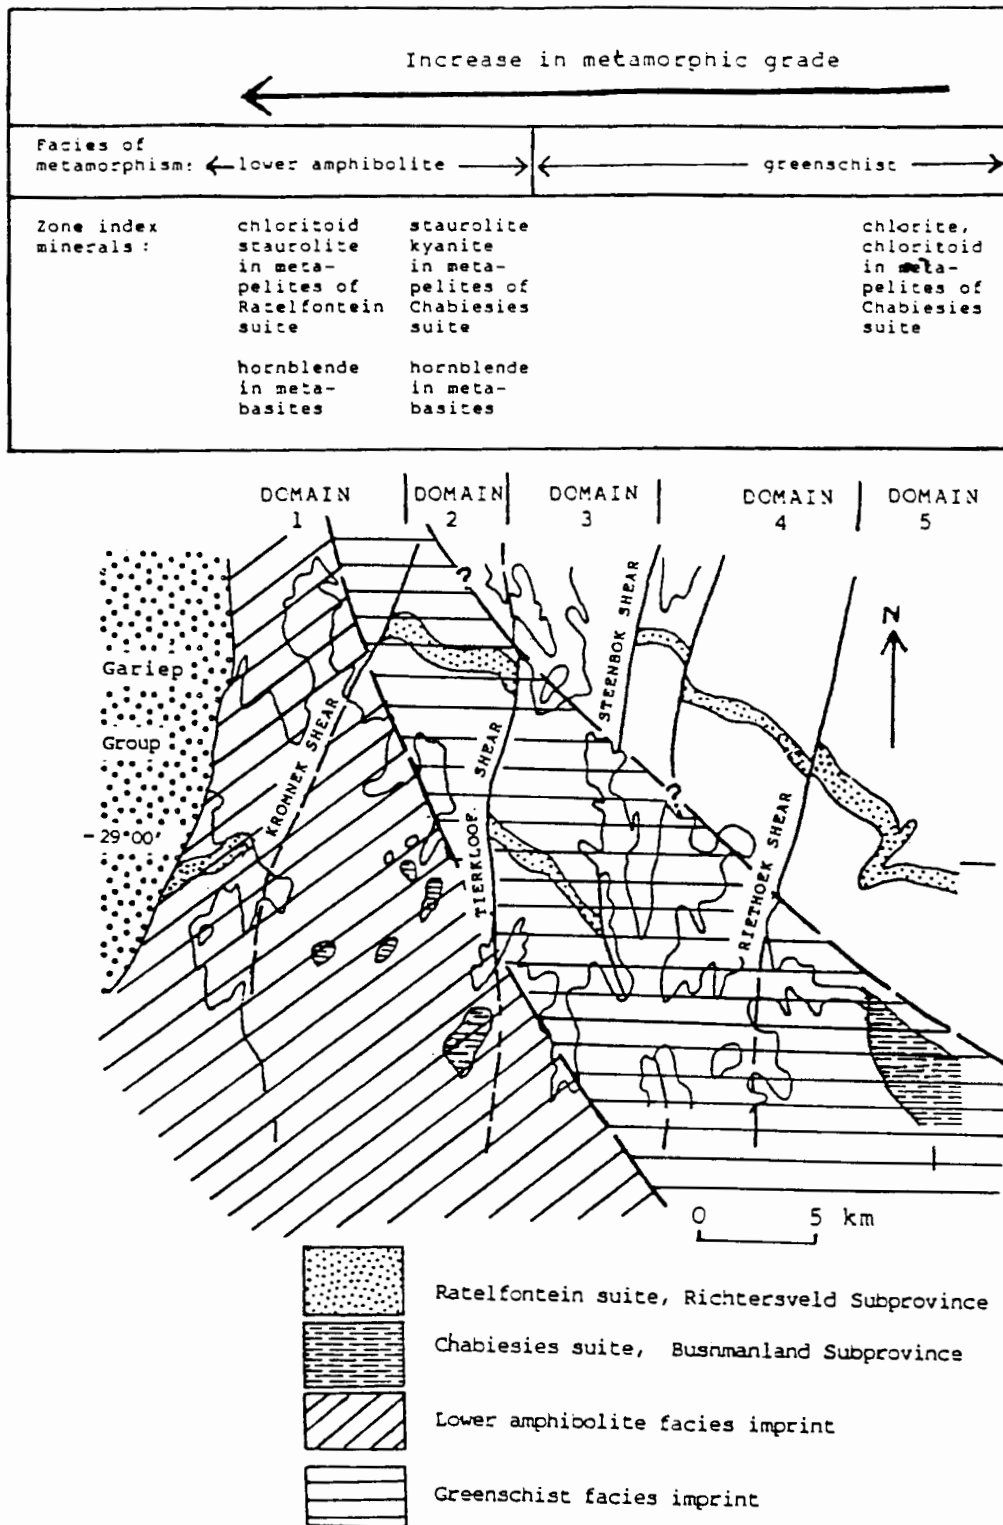 Increase in metamorphic grade
Facies of
metamorphism: lower amphibolite greenschist
Zone index
minerals:
chloritoid
staurolite
in meta-
pelites of
Ratelfontein
suite
hornblende
in meta-
basites
staurolite
kyanite
in meta-
pelites of
Chabiesies
suite
hornblende
in meta-
basites
chlorite,
chloritoid
in meta-
pelites of
Chabiesies
suite
DOMAIN
1
DOMAIN
2
DOMAIN
3
DOMAIN
4
DOMAIN
5
?
N
STEENBOK SHEAR
Gariep
Group
KROMNEK SHEAR
TIERKLOOF SHEAR
?
RIETHOEK SHEAR
29°00'
0 5 km
Ratelfontein suite, Richtersveld Subprovince
Chabiesies suite, Bushmanland Subprovince
Lower amphibolite facies imprint
Greenschist facies imprint